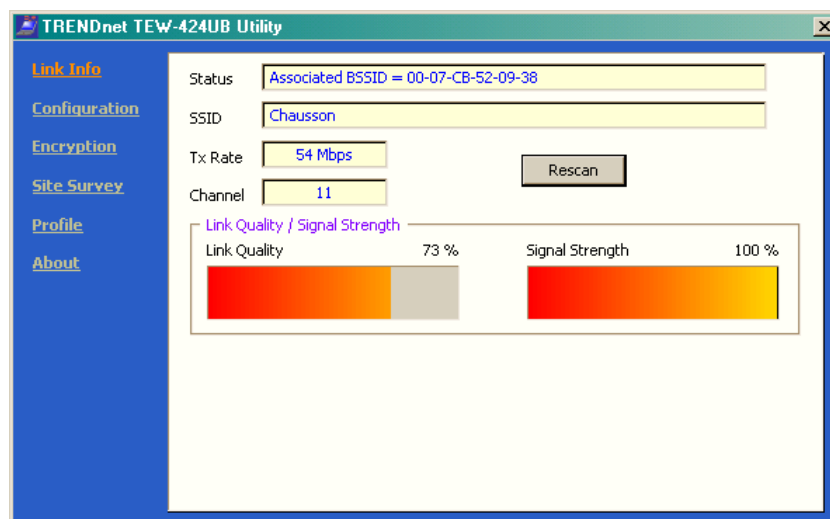 TRENDnet TEW-424UB Utility
Link Info
Configuration
Encryption
Site Survey
Profile
About
Status Associated BSSID = 00-07-CB-52-09-38
SSID Chausson
Tx Rate 54 Mbps
Rescan
Channel 11
Link Quality / Signal Strength
Link Quality 73 % Signal Strength 100 %